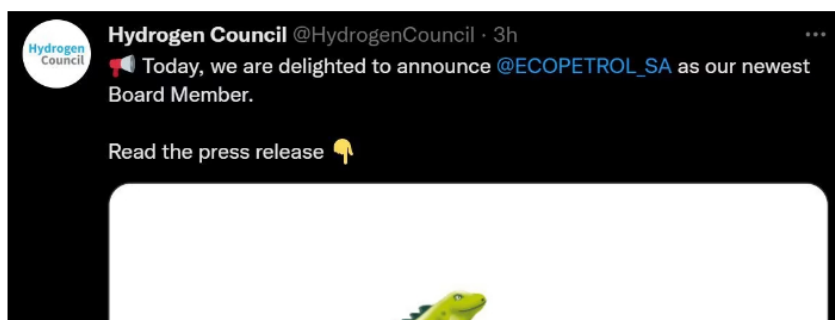 Hydrogen Council
Hydrogen Council @HydrogenCouncil · 3h
📢 Today, we are delighted to announce @ECOPETROL_SA as our newest
Board Member.
Read the press release 👇